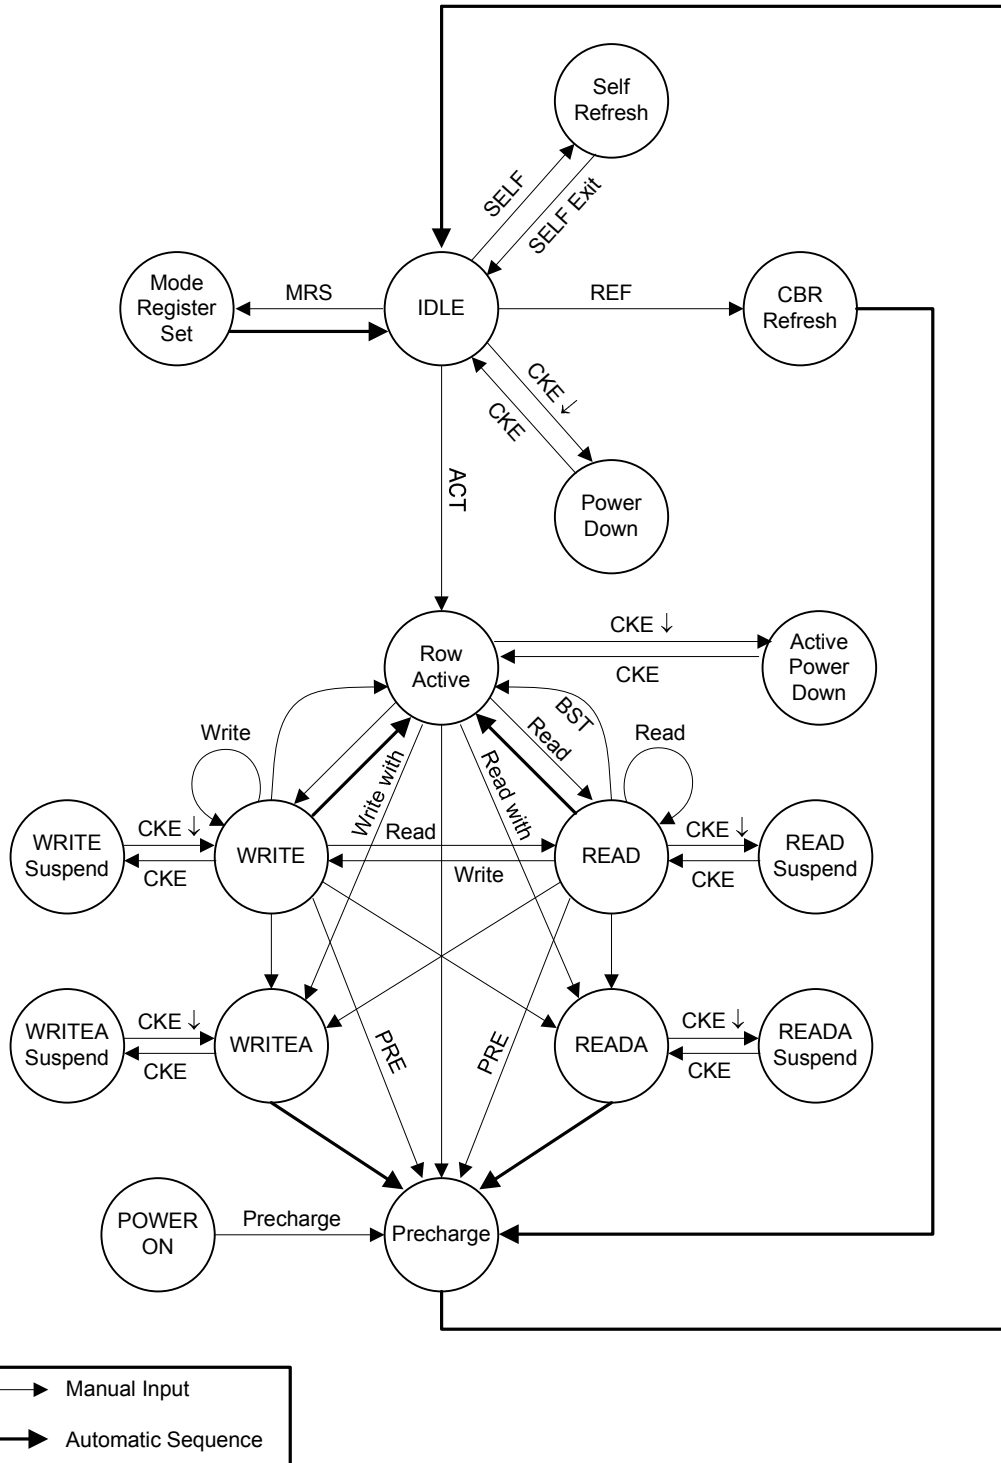 Self
Refresh
SELF
SELF Exit
Mode
Register
Set
MRS
IDLE
REF
CBR
Refresh
CKE ↓
CKE
ACT
Power
Down
Row
Active
CKE ↓
CKE
Active
Power
Down
BST
Read
Write
Read
Write with
Read with
WRITE
Suspend
CKE ↓
CKE
WRITE
Read
Write
READ
CKE ↓
CKE
READ
Suspend
WRITEA
Suspend
CKE ↓
CKE
WRITEA
PRE
PRE
READA
CKE ↓
CKE
READA
Suspend
POWER
ON
Precharge
Precharge
Manual Input
Automatic Sequence